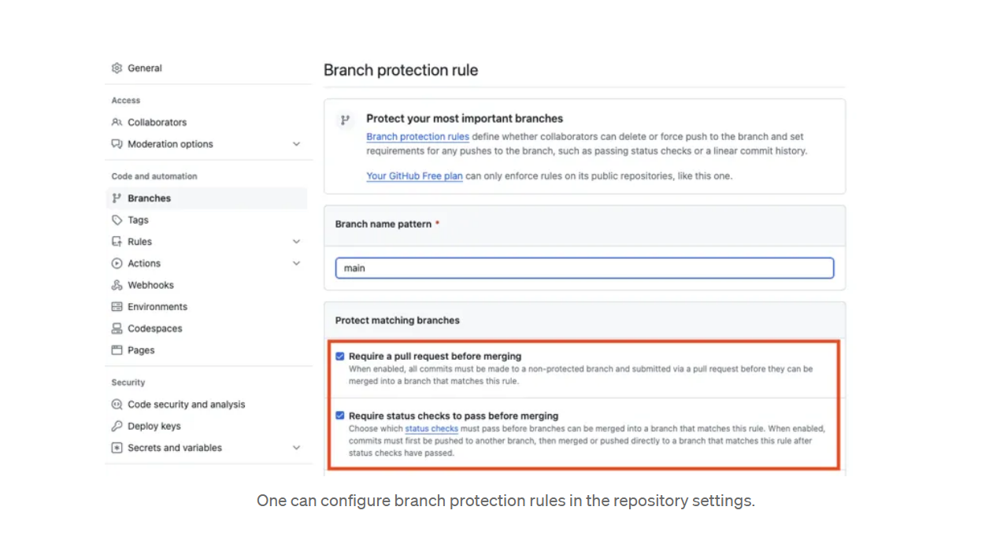 General
Access
Collaborators
Moderation options
Code and automation
Branches
Tags
Rules
Actions
Webhooks
Environments
Codespaces
Pages
Security
Code security and analysis
Deploy keys
Secrets and variables
Branch protection rule
Protect your most important branches
Branch protection rules define whether collaborators can delete or force push to the branch and set
requirements for any pushes to the branch, such as passing status checks or a linear commit history.
Your GitHub Free plan can only enforce rules on its public repositories, like this one.
Branch name pattern *
main
Protect matching branches
Require a pull request before merging
When enabled, all commits must be made to a non-protected branch and submitted via a pull request before they can be
merged into a branch that matches this rule.
Require status checks to pass before merging
Choose which status checks must pass before branches can be merged into a branch that matches this rule. When enabled,
commits must first be pushed to another branch, then merged or pushed directly to a branch that matches this rule after
status checks have passed.
One can configure branch protection rules in the repository settings.